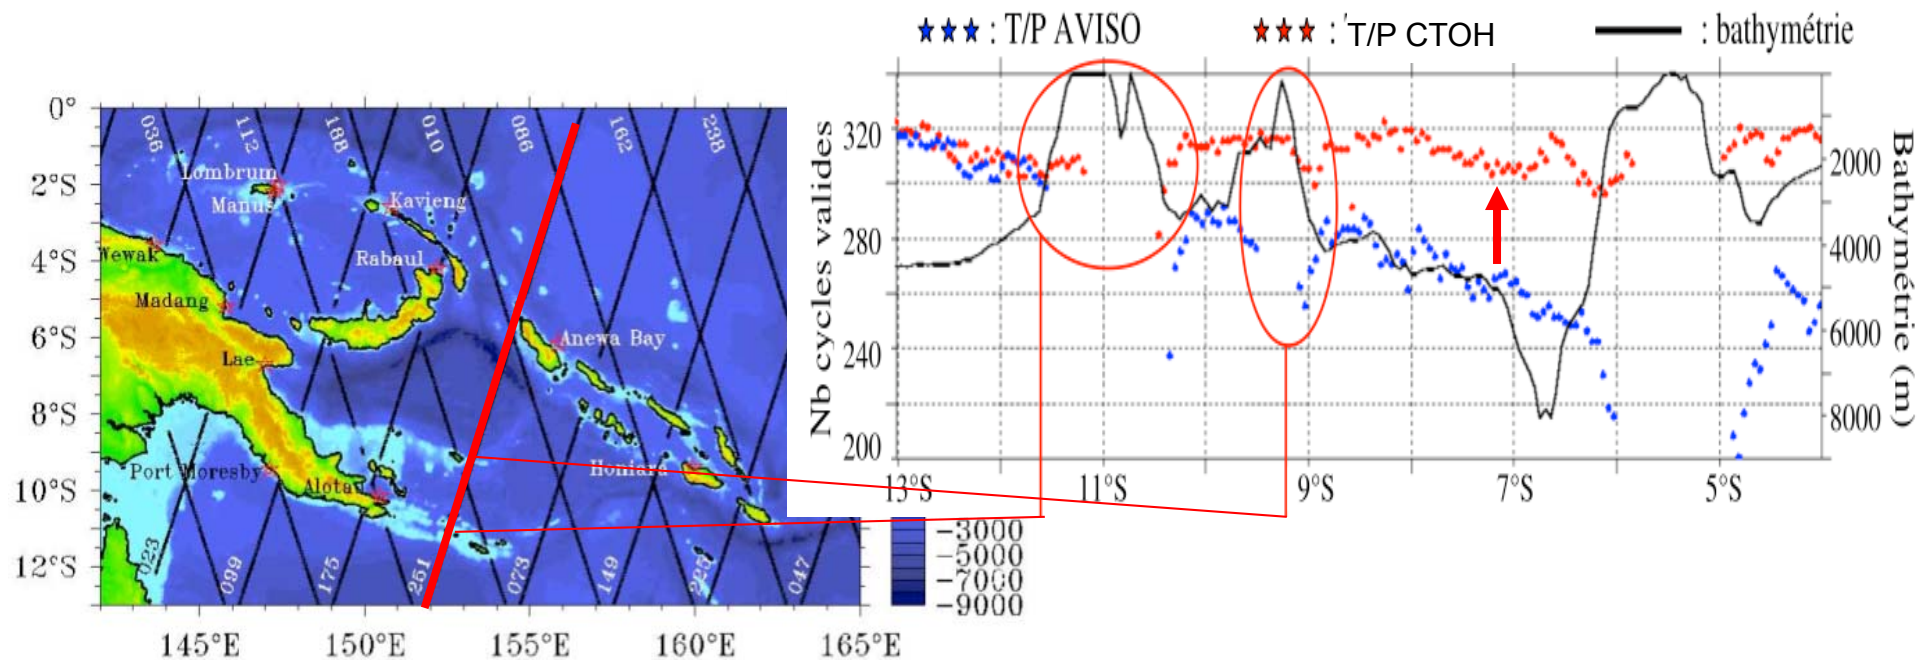 ★★★ : T/P AVISO
★★★ : T/P CTOH
: bathymétrie
0°
2°S
4°S
6°S
8°S
10°S
12°S
036
112
188
010
086
162
238
Lombrum
Manus
Kavieng
Wewak
Rabaul
Madang
Anewa Bay
Lae
Port Moresby
Alotau
Honiara
023
099
175
251
073
149
225
047
145°E
150°E
155°E
160°E
165°E
-3000
-5000
-7000
-9000
Nb cycles valides
320
280
240
200
13°S
11°S
9°S
7°S
5°S
2000
4000
6000
8000
Bathymétrie (m)